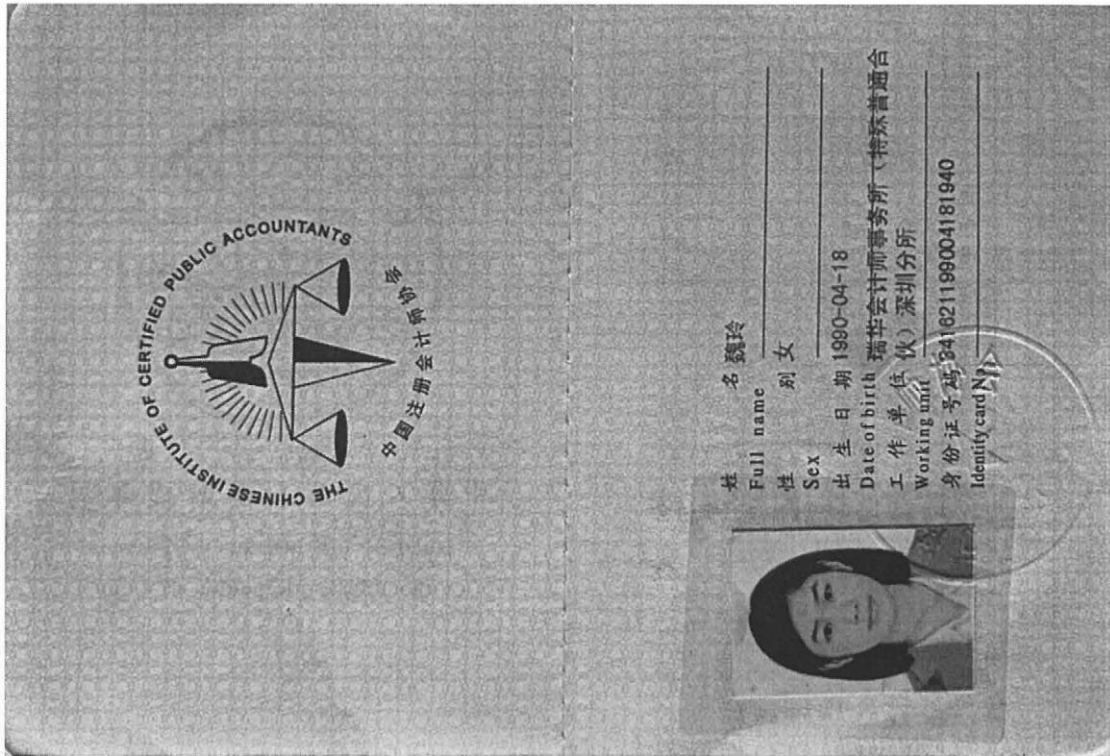 THE CHINESE INSTITUTE OF CERTIFIED PUBLIC ACCOUNTANTS
中国注册会计师协会
姓 名 魏玲
Full name
性 别 女
Sex
出 生 日 期 1990-04-18
Date of birth
瑞华会计师事务所（特殊普通合
工 作 单 位 伙）深圳分所
Working unit
身份证号码 341621199004181940
Identity card No.